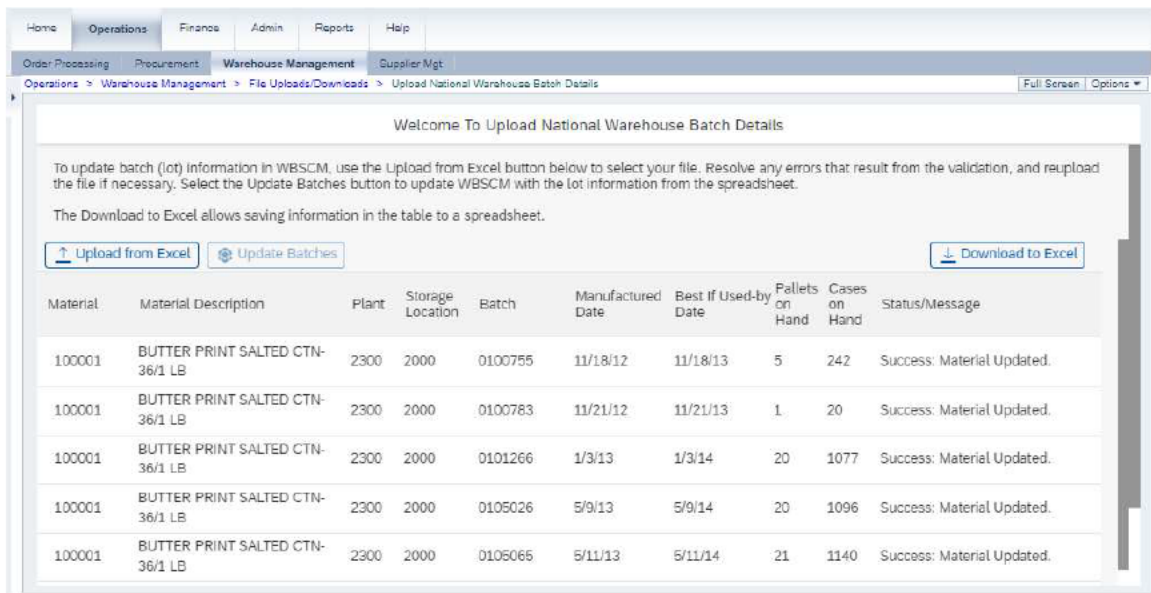 Home Operations Finance Admin Reports Help
Order Processing Procurement Warehouse Management Supplier Mgt
Operations > Warehouse Management > File Uploads/Downloads > Upload National Warehouse Batch Details Full Screen Options
Welcome To Upload National Warehouse Batch Details
To update batch (lot) information in WBSCM, use the Upload from Excel button below to select your file. Resolve any errors that result from the validation, and reupload
the file if necessary. Select the Update Batches button to update WBSCM with the lot information from the spreadsheet.
The Download to Excel allows saving information in the table to a spreadsheet.
Upload from Excel Update Batches Download to Excel
Material Material Description Plant Storage Location Batch Manufactured Date Best If Used-by Date Pallets on Hand Cases on Hand Status/Message
100001 BUTTER PRINT SALTED CTN-36/1 LB 2300 2000 0100755 11/18/12 11/18/13 5 242 Success: Material Updated.
100001 BUTTER PRINT SALTED CTN-36/1 LB 2300 2000 0100783 11/21/12 11/21/13 1 20 Success: Material Updated.
100001 BUTTER PRINT SALTED CTN-36/1 LB 2300 2000 0101266 1/3/13 1/3/14 20 1077 Success: Material Updated.
100001 BUTTER PRINT SALTED CTN-36/1 LB 2300 2000 0105026 5/9/13 5/9/14 20 1096 Success: Material Updated.
100001 BUTTER PRINT SALTED CTN-36/1 LB 2300 2000 0105065 5/11/13 5/11/14 21 1140 Success: Material Updated.